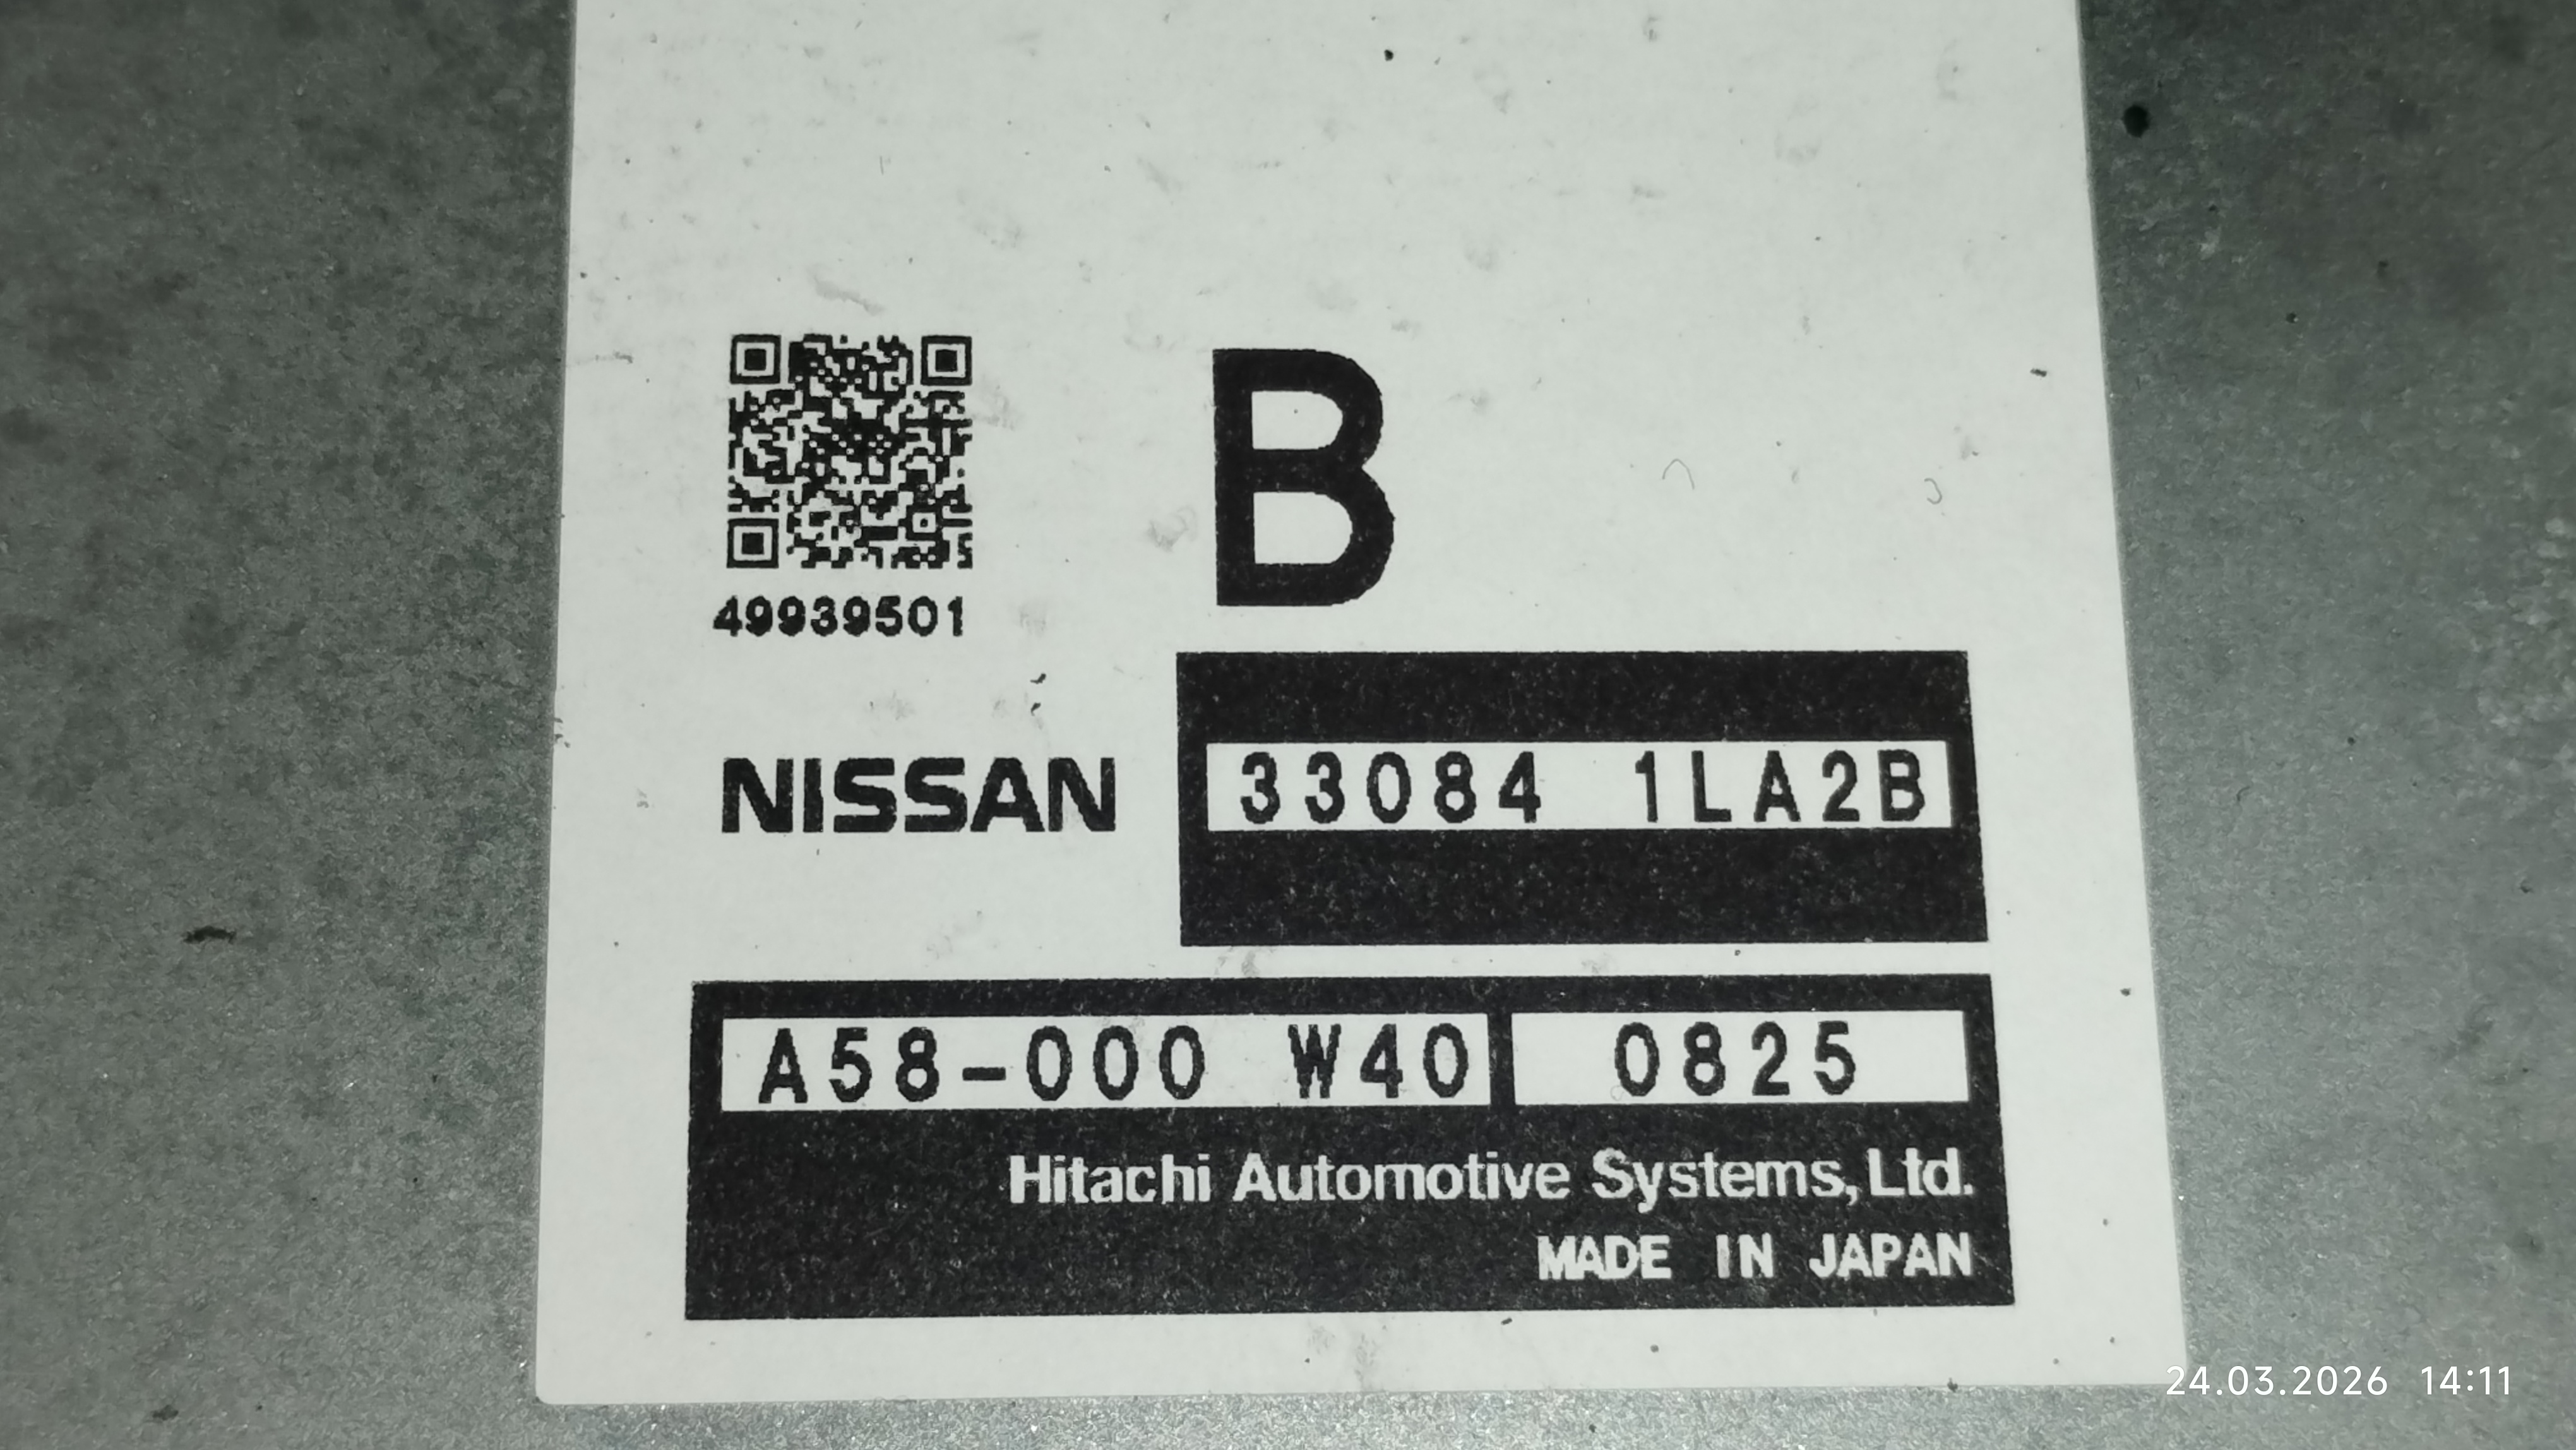 B
49939501
NISSAN
33084 1LA2B
A58-000 W40 0825
Hitachi Automotive Systems, Ltd.
MADE IN JAPAN
24.03.2026 14:11